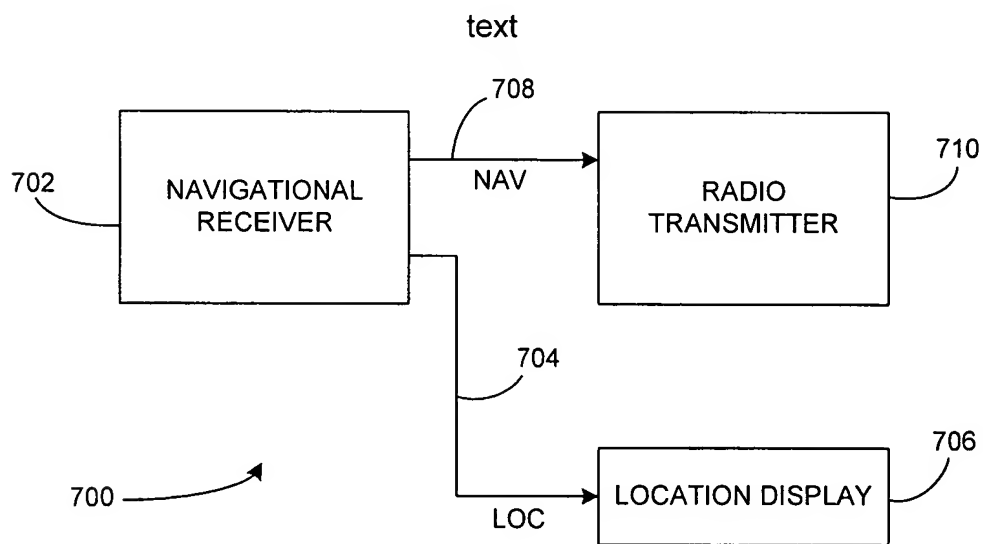 text
708
702
NAVIGATIONAL
RECEIVER
NAV
RADIO
TRANSMITTER
710
704
700
LOC
LOCATION DISPLAY
706